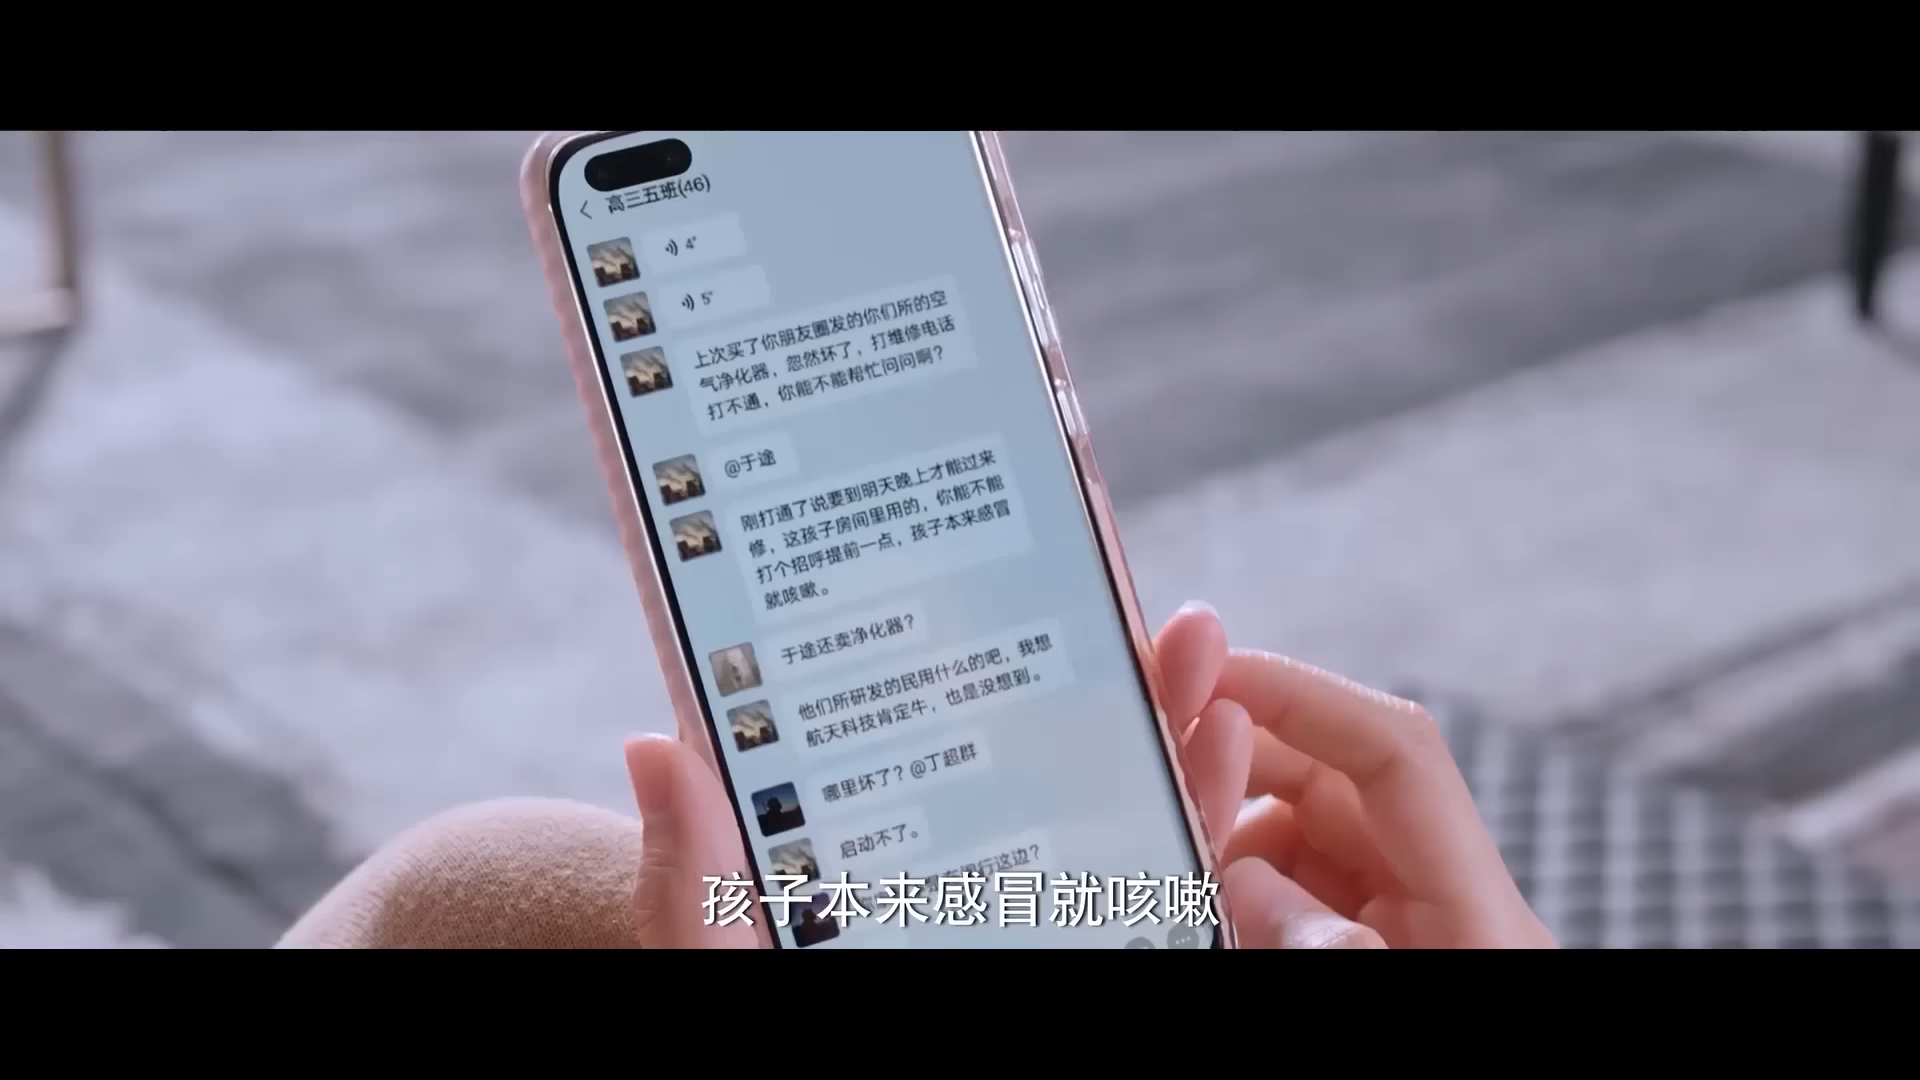 高三五班(46)
4"
5"
上次买了你朋友圈发的你们所的空
气净化器，忽然坏了，打维修电话
打不通，你能不能帮忙问问啊？
@于途
刚打通了说要到明天晚上才能过来
修，这孩子房间里用的，你能不能
打个招呼提前一点，孩子本来感冒
就咳嗽。
于途还卖净化器？
他们所研发的民用什么的吧，我想
航天科技肯定牛，也是没想到。
哪里坏了？@丁超群
启动不了。
行这边？
孩子本来感冒就咳嗽